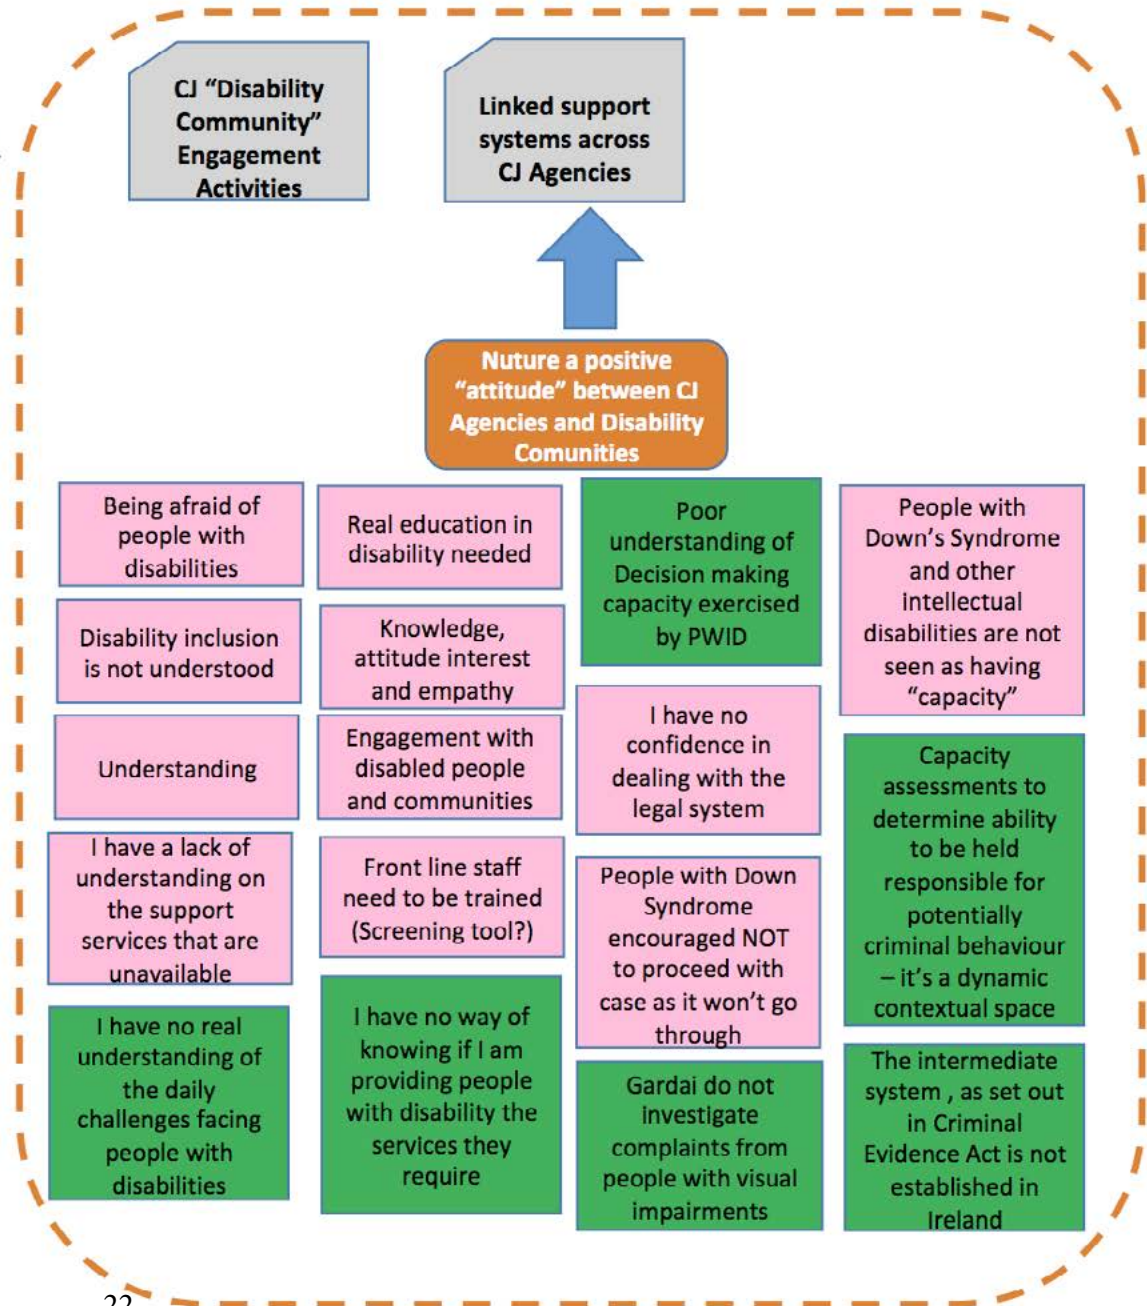 CJ “Disability
Community”
Engagement
Activities
Linked support
systems across
CJ Agencies
Nuture a positive
“attitude” between CJ
Agencies and Disability
Comunities
Being afraid of
people with
disabilities
Disability inclusion
is not understood
Understanding
I have a lack of
understanding on
the support
services that are
unavailable
I have no real
understanding of
the daily
challenges facing
people with
disabilities
Real education in
disability needed
Knowledge,
attitude interest
and empathy
Engagement with
disabled people
and communities
Front line staff
need to be trained
(Screening tool?)
I have no way of
knowing if I am
providing people
with disability the
services they
require
Poor
understanding of
Decision making
capacity exercised
by PWID
I have no
confidence in
dealing with the
legal system
People with Down
Syndrome
encouraged NOT
to proceed with
case as it won’t go
through
Gardai do not
investigate
complaints from
people with visual
impairments
People with
Down’s Syndrome
and other
intellectual
disabilities are not
seen as having
“capacity”
Capacity
assessments to
determine ability
to be held
responsible for
potentially
criminal behaviour
– it’s a dynamic
contextual space
The intermediate
system , as set out
in Criminal
Evidence Act is not
established in
Ireland
22